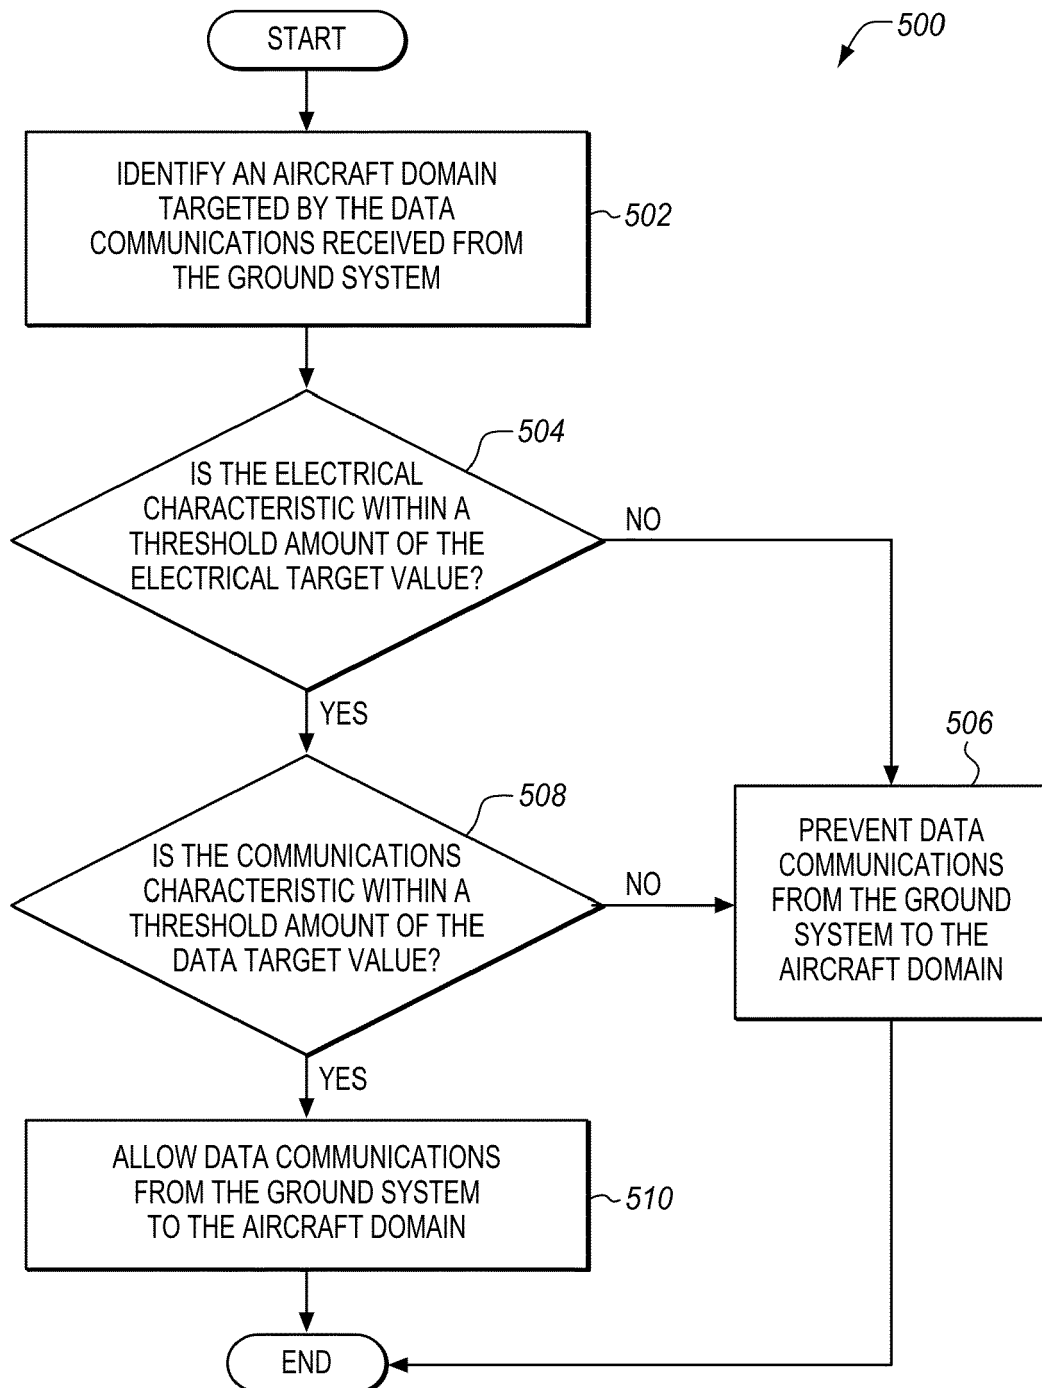 START
500
IDENTIFY AN AIRCRAFT DOMAIN
TARGETED BY THE DATA
COMMUNICATIONS RECEIVED FROM
THE GROUND SYSTEM
502
504
IS THE ELECTRICAL
CHARACTERISTIC WITHIN A
THRESHOLD AMOUNT OF THE
ELECTRICAL TARGET VALUE?
NO
YES
506
508
IS THE COMMUNICATIONS
CHARACTERISTIC WITHIN A
THRESHOLD AMOUNT OF THE
DATA TARGET VALUE?
NO
PREVENT DATA
COMMUNICATIONS
FROM THE GROUND
SYSTEM TO THE
AIRCRAFT DOMAIN
YES
ALLOW DATA COMMUNICATIONS
FROM THE GROUND SYSTEM
TO THE AIRCRAFT DOMAIN
510
END